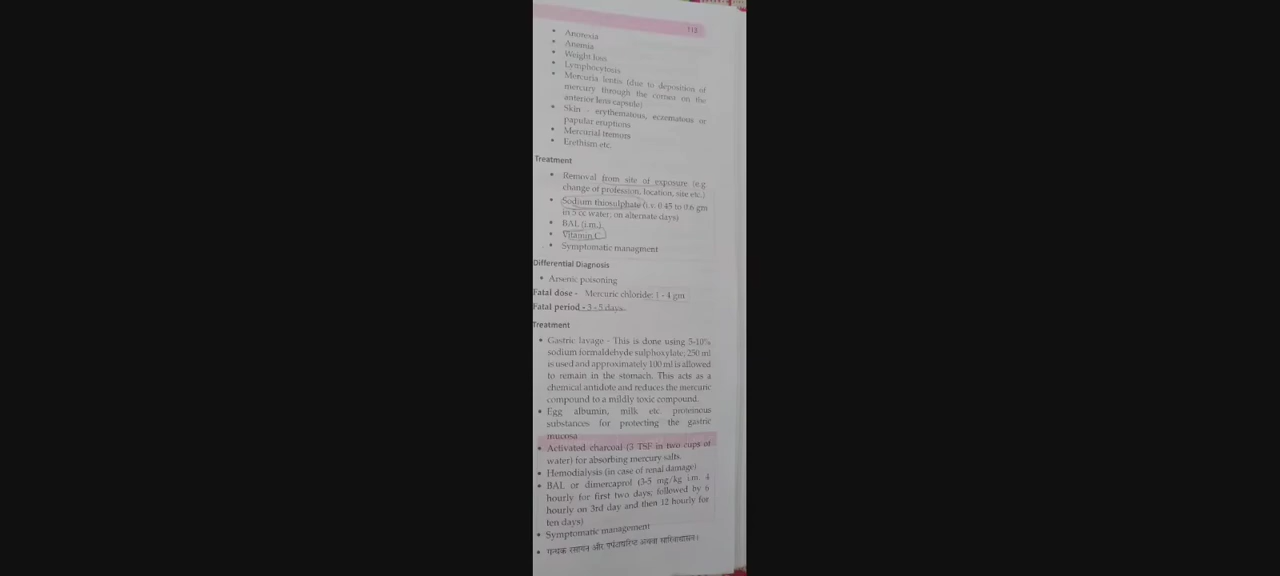 113
• Anorexia
• Anemia
• Weight loss
• Lymphocytosis
• Mercuria lentis (due to deposition of
mercury through the cornea on the
anterior lens capsule)
• Skin - erythematous, eczematous or
papular eruptions
• Mercurial tremors
• Erethism etc.
Treatment
• Removal from site of exposure (e.g
change of profession, location, site etc.)
• Sodium thiosulphate (i.v. 0.45 to 0.6 gm
in 5 cc water; on alternate days)
• BAL (i.m.)
• Vitamin C
• Symptomatic managment
Differential Diagnosis
• Arsenic poisoning
Fatal dose - Mercuric chloride: 1 - 4 gm
Fatal period - 3 - 5 days.
Treatment
• Gastric lavage - This is done using 5-10%
sodium formaldehyde sulphoxylate; 250 ml
is used and approximately 100 ml is allowed
to remain in the stomach. This acts as a
chemical antidote and reduces the mercuric
compound to a mildly toxic compound.
• Egg albumin, milk etc proteinous
substances for protecting the gastric
mucosa
• Activated charcoal (3 TSF in two cups of
water) for absorbing mercury salts.
• Hemodialysis (in case of renal damage)
• BAL or dimercaprol (3-5 mg/kg i.m. 4
hourly for first two days; followed by 6
hourly on 3rd day and then 12 hourly for
ten days)
• Symptomatic management
• गन्धक रसायन और अथवा